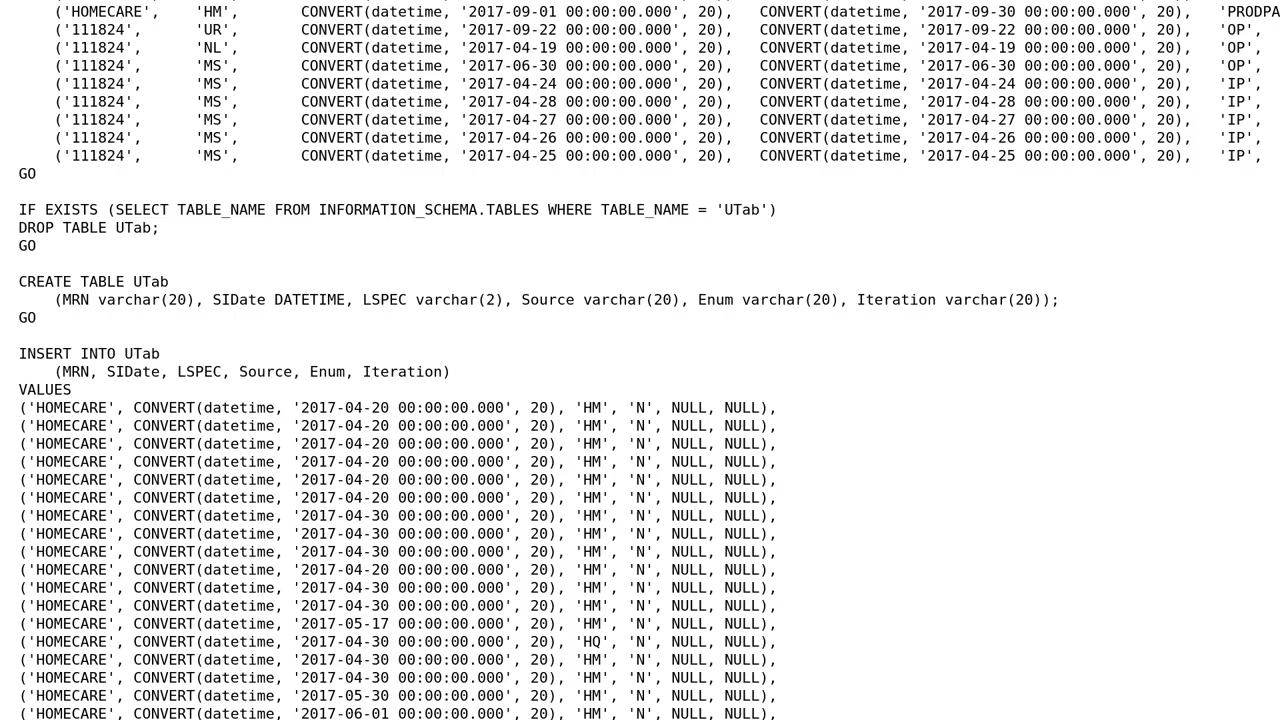 ('HOMECARE', 'HM', CONVERT(datetime, '2017-09-01 00:00:00.000', 20), CONVERT(datetime, '2017-09-30 00:00:00.000', 20), 'PRODPA
('111824', 'UR', CONVERT(datetime, '2017-09-22 00:00:00.000', 20), CONVERT(datetime, '2017-09-22 00:00:00.000', 20), 'OP',
('111824', 'NL', CONVERT(datetime, '2017-04-19 00:00:00.000', 20), CONVERT(datetime, '2017-04-19 00:00:00.000', 20), 'OP',
('111824', 'MS', CONVERT(datetime, '2017-06-30 00:00:00.000', 20), CONVERT(datetime, '2017-06-30 00:00:00.000', 20), 'OP',
('111824', 'MS', CONVERT(datetime, '2017-04-24 00:00:00.000', 20), CONVERT(datetime, '2017-04-24 00:00:00.000', 20), 'IP',
('111824', 'MS', CONVERT(datetime, '2017-04-28 00:00:00.000', 20), CONVERT(datetime, '2017-04-28 00:00:00.000', 20), 'IP',
('111824', 'MS', CONVERT(datetime, '2017-04-27 00:00:00.000', 20), CONVERT(datetime, '2017-04-27 00:00:00.000', 20), 'IP',
('111824', 'MS', CONVERT(datetime, '2017-04-26 00:00:00.000', 20), CONVERT(datetime, '2017-04-26 00:00:00.000', 20), 'IP',
('111824', 'MS', CONVERT(datetime, '2017-04-25 00:00:00.000', 20), CONVERT(datetime, '2017-04-25 00:00:00.000', 20), 'IP',
GO
IF EXISTS (SELECT TABLE_NAME FROM INFORMATION_SCHEMA.TABLES WHERE TABLE_NAME = 'UTab')
DROP TABLE UTab;
GO
CREATE TABLE UTab
(MRN varchar(20), SIDate DATETIME, LSPEC varchar(2), Source varchar(20), Enum varchar(20), Iteration varchar(20));
GO
INSERT INTO UTab
(MRN, SIDate, LSPEC, Source, Enum, Iteration)
VALUES
('HOMECARE', CONVERT(datetime, '2017-04-20 00:00:00.000', 20), 'HM', 'N', NULL, NULL),
('HOMECARE', CONVERT(datetime, '2017-04-20 00:00:00.000', 20), 'HM', 'N', NULL, NULL),
('HOMECARE', CONVERT(datetime, '2017-04-20 00:00:00.000', 20), 'HM', 'N', NULL, NULL),
('HOMECARE', CONVERT(datetime, '2017-04-20 00:00:00.000', 20), 'HM', 'N', NULL, NULL),
('HOMECARE', CONVERT(datetime, '2017-04-20 00:00:00.000', 20), 'HM', 'N', NULL, NULL),
('HOMECARE', CONVERT(datetime, '2017-04-20 00:00:00.000', 20), 'HM', 'N', NULL, NULL),
('HOMECARE', CONVERT(datetime, '2017-04-30 00:00:00.000', 20), 'HM', 'N', NULL, NULL),
('HOMECARE', CONVERT(datetime, '2017-04-30 00:00:00.000', 20), 'HM', 'N', NULL, NULL),
('HOMECARE', CONVERT(datetime, '2017-04-30 00:00:00.000', 20), 'HM', 'N', NULL, NULL),
('HOMECARE', CONVERT(datetime, '2017-04-20 00:00:00.000', 20), 'HM', 'N', NULL, NULL),
('HOMECARE', CONVERT(datetime, '2017-04-30 00:00:00.000', 20), 'HM', 'N', NULL, NULL),
('HOMECARE', CONVERT(datetime, '2017-04-30 00:00:00.000', 20), 'HM', 'N', NULL, NULL),
('HOMECARE', CONVERT(datetime, '2017-05-17 00:00:00.000', 20), 'HM', 'N', NULL, NULL),
('HOMECARE', CONVERT(datetime, '2017-04-30 00:00:00.000', 20), 'HQ', 'N', NULL, NULL),
('HOMECARE', CONVERT(datetime, '2017-04-30 00:00:00.000', 20), 'HM', 'N', NULL, NULL),
('HOMECARE', CONVERT(datetime, '2017-04-30 00:00:00.000', 20), 'HM', 'N', NULL, NULL),
('HOMECARE', CONVERT(datetime, '2017-05-30 00:00:00.000', 20), 'HM', 'N', NULL, NULL),
('HOMECARE', CONVERT(datetime, '2017-06-01 00:00:00.000', 20), 'HM', 'N', NULL, NULL),